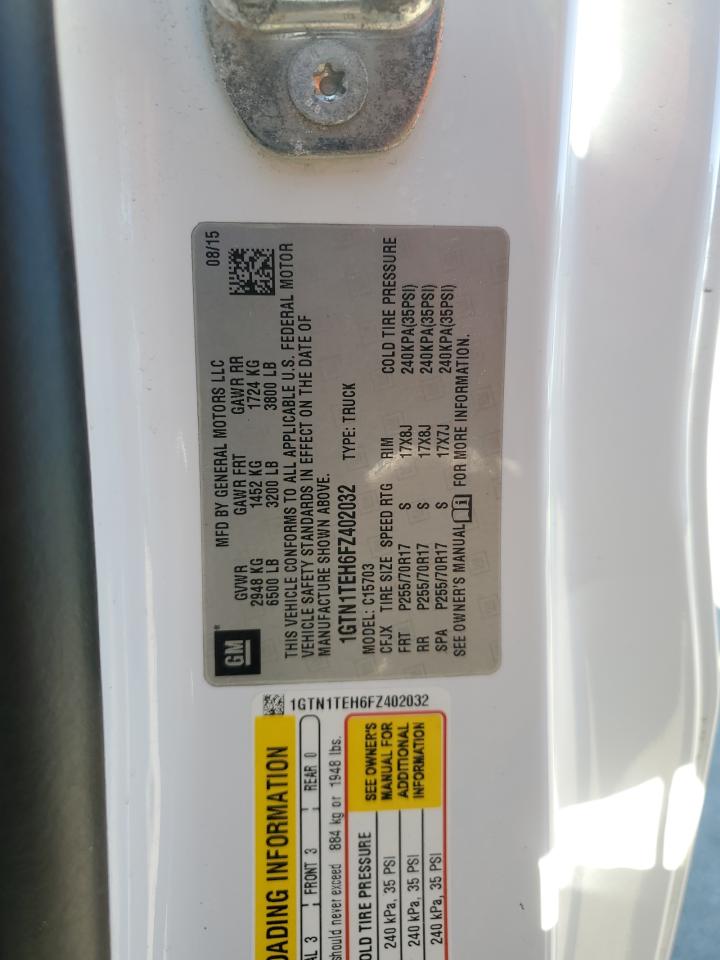 GM
MFD BY GENERAL MOTORS LLC 08/15
GVWR GAWR FRT GAWR RR
2948 KG 1452 KG 1724 KG
6500 LB 3200 LB 3800 LB
THIS VEHICLE CONFORMS TO ALL APPLICABLE U.S. FEDERAL MOTOR
VEHICLE SAFETY STANDARDS IN EFFECT ON THE DATE OF
MANUFACTURE SHOWN ABOVE.
1GTN1TEH6FZ402032 TYPE: TRUCK
MODEL: C15703
CFJX TIRE SIZE SPEED RTG RIM COLD TIRE PRESSURE
FRT P255/70R17 S 17X8J 240KPA(35PSI)
RR P255/70R17 S 17X8J 240KPA(35PSI)
SPA P255/70R17 S 17X7J 240KPA(35PSI)
SEE OWNER'S MANUAL i FOR MORE INFORMATION.
1GTN1TEH6FZ402032
OADING INFORMATION
AL 3 FRONT 3 REAR 0
should never exceed 884 kg or 1948 lbs.
OLD TIRE PRESSURE
240 kPa, 35 PSI
240 kPa, 35 PSI
240 kPa, 35 PSI
SEE OWNER'S
MANUAL FOR
ADDITIONAL
INFORMATION